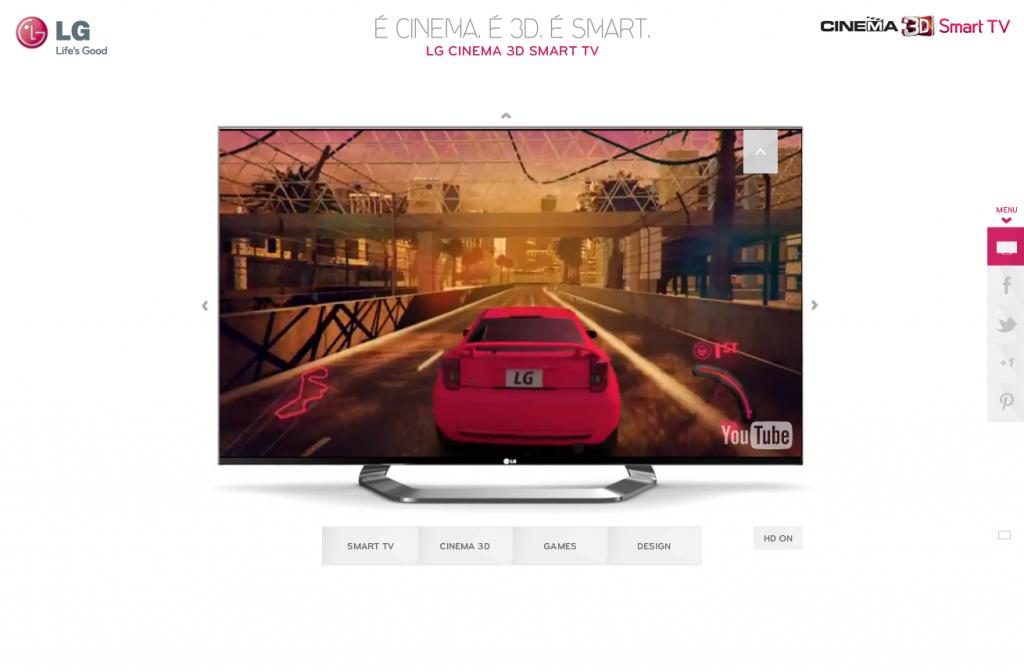 LG
Life's Good
É CINEMA. É 3D. É SMART.
LG CINEMA 3D SMART TV
CINEMA 3D Smart TV
MENU
+1
1ST
LG
YouTube
LG
SMART TV
CINEMA 3D
GAMES
DESIGN
HD ON